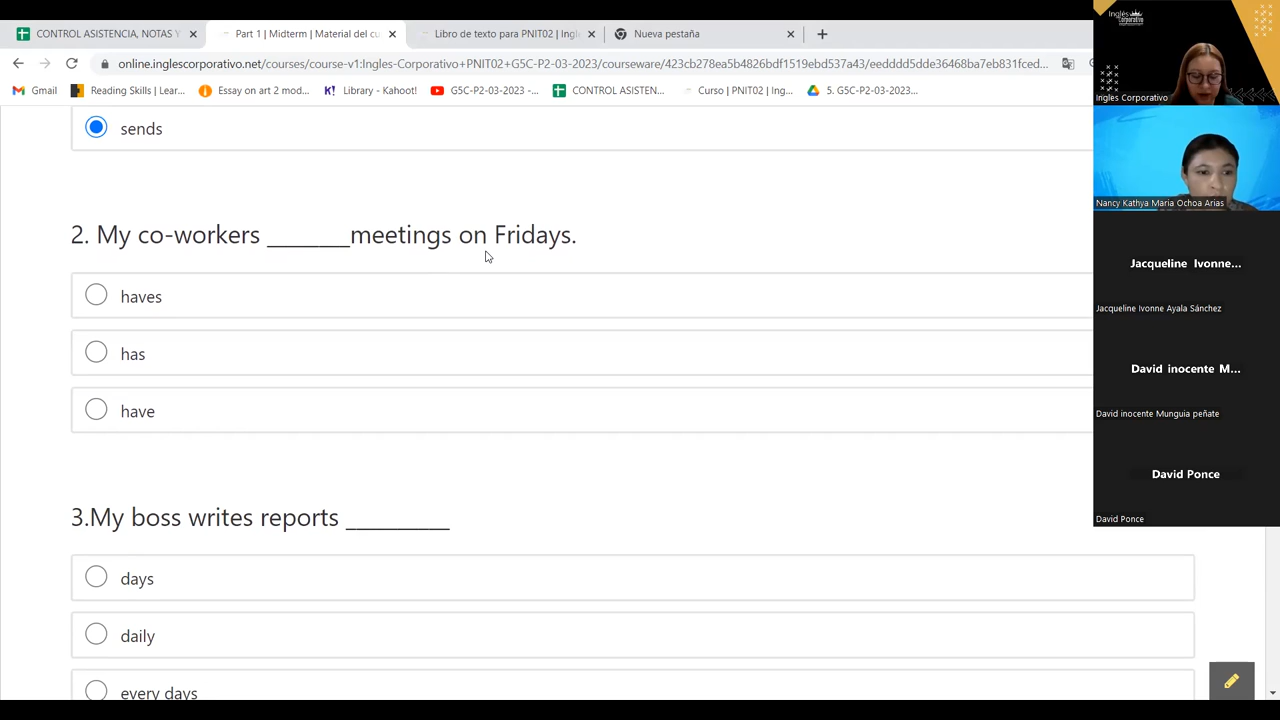 CONTROL ASISTENCIA, NOTAS Y
Part 1 | Midterm | Material del cu
Libro de texto para PNIT02 | Ingl
Nueva pestaña
online.inglescorporativo.net/courses/course-v1:Ingles-Corporativo+PNIT02+G5C-P2-03-2023/courseware/423cb278ea5b4826bdf1519ebd537a43/eedddd5dde36468ba7eb831fced...
Gmail
Reading Skills | Lear...
Essay on art 2 mod...
Library - Kahoot!
G5C-P2-03-2023 -...
CONTROL ASISTEN...
Curso | PNIT02 | Ing...
5. G5C-P2-03-2023...
sends
2. My co-workers _______meetings on Fridays.
haves
has
have
3.My boss writes reports _________
days
daily
every days
Inglés
Corporativo
Ingles Corporativo
Nancy Kathya Maria Ochoa Arias
Jacqueline Ivonne...
Jacqueline Ivonne Ayala Sánchez
David inocente M...
David inocente Munguia peñate
David Ponce
David Ponce